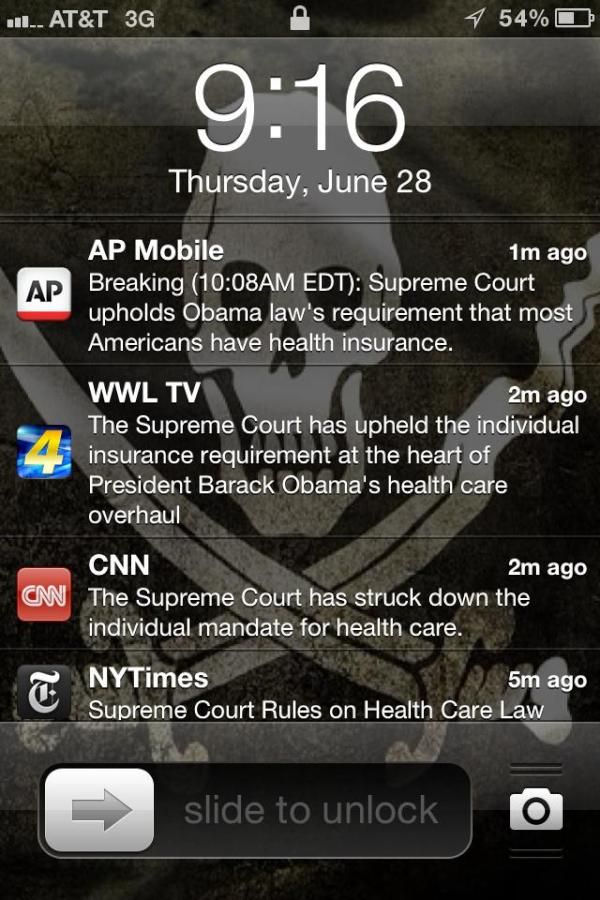 AT&T 3G 54%
9:16
Thursday, June 28
AP Mobile 1m ago
AP
Breaking (10:08AM EDT): Supreme Court
upholds Obama law's requirement that most
Americans have health insurance.
WWL TV 2m ago
4
The Supreme Court has upheld the individual
insurance requirement at the heart of
President Barack Obama's health care
overhaul
CNN 2m ago
CNN
The Supreme Court has struck down the
individual mandate for health care.
NYTimes 5m ago
T
Supreme Court Rules on Health Care Law
slide to unlock